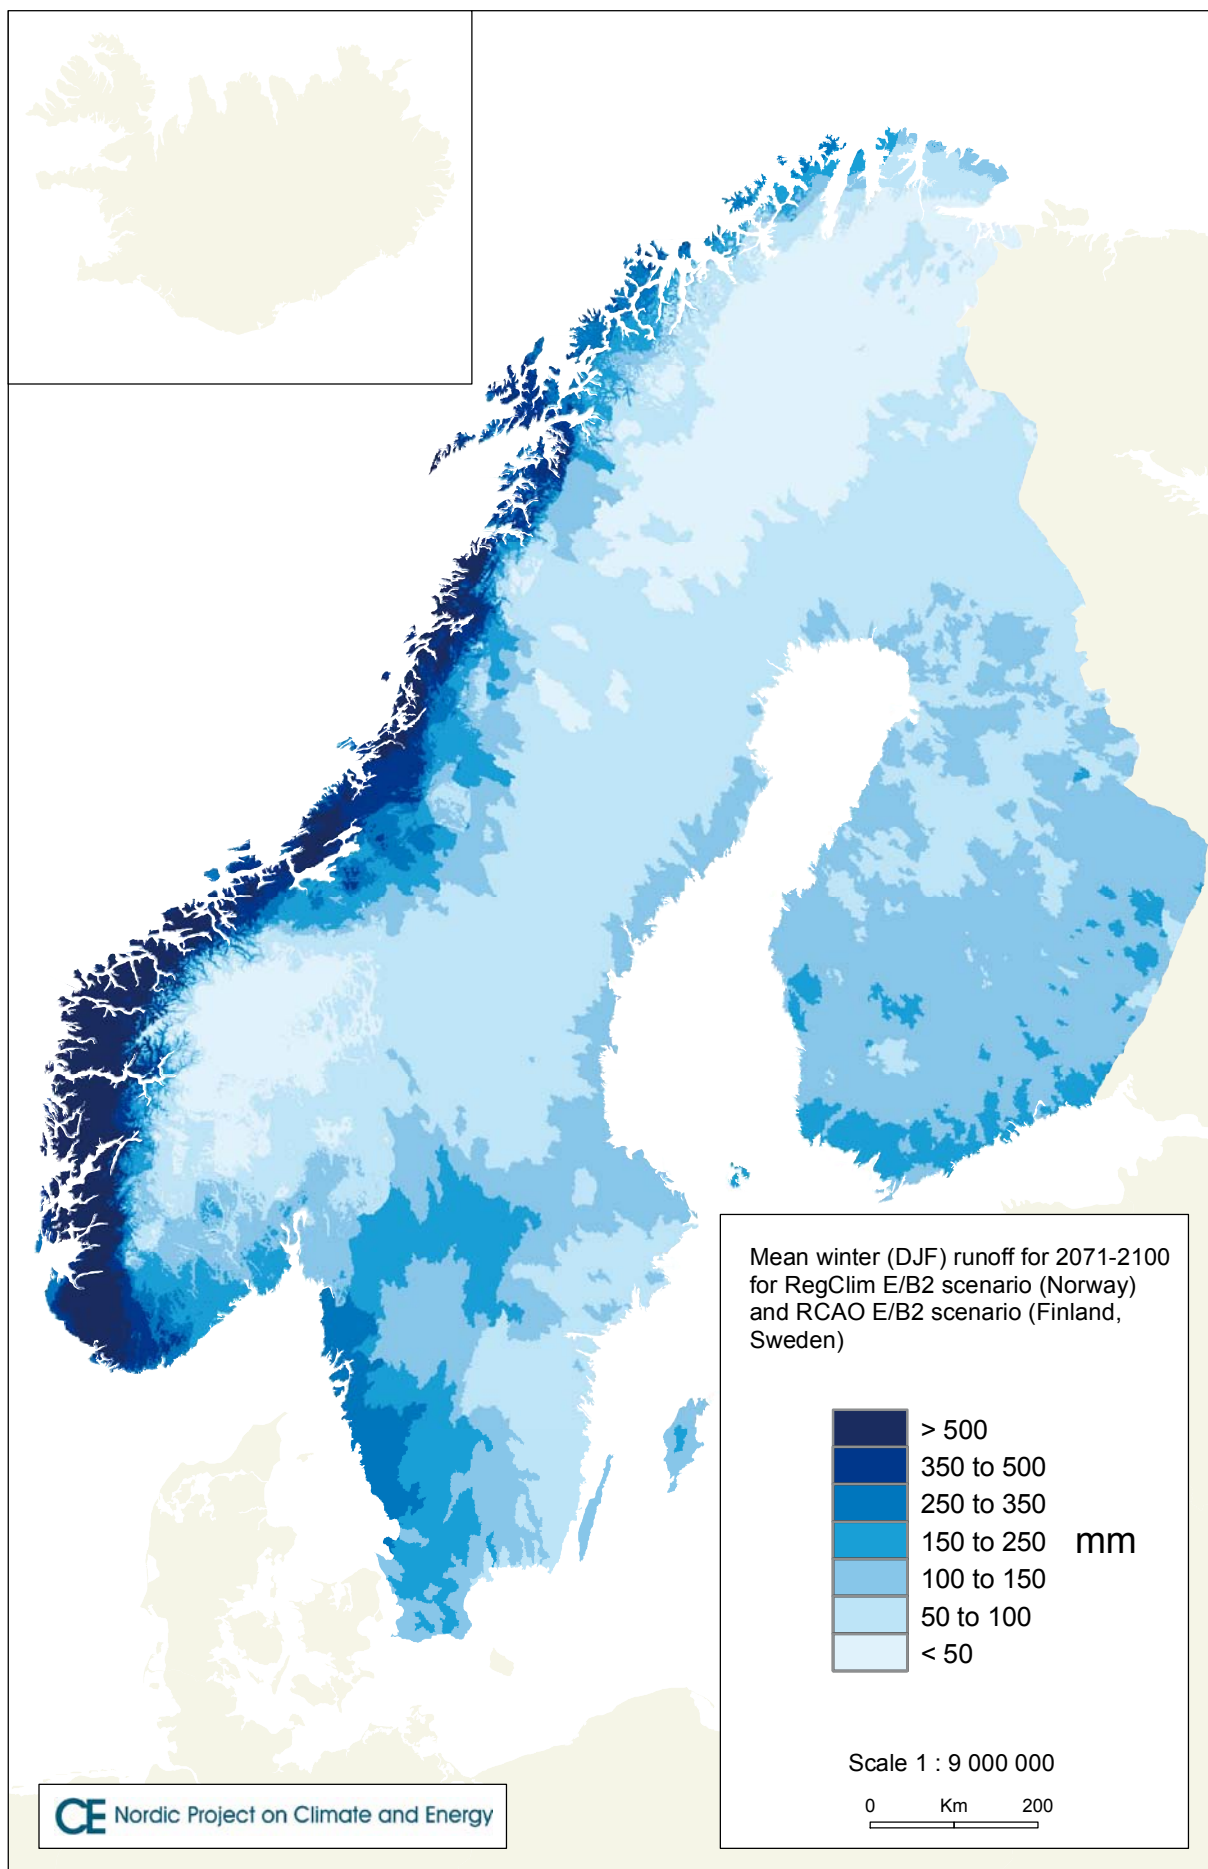 Mean winter (DJF) runoff for 2071-2100
for RegClim E/B2 scenario (Norway)
and RCAO E/B2 scenario (Finland,
Sweden)
> 500
350 to 500
250 to 350
150 to 250 mm
100 to 150
50 to 100
< 50
Scale 1 : 9 000 000
0 Km 200
CE Nordic Project on Climate and Energy